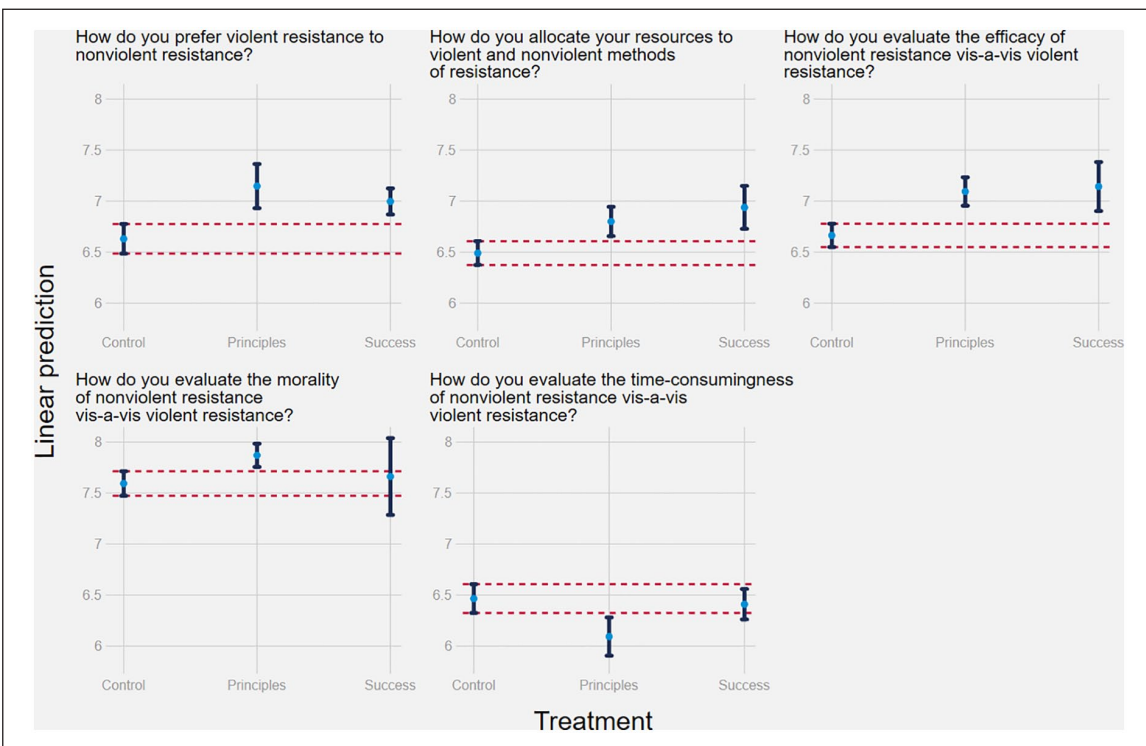 How do you prefer violent resistance to
nonviolent resistance?
8
7.5
7
6.5
6
Control
Principles
Success
How do you allocate your resources to
violent and nonviolent methods
of resistance?
8
7.5
7
6.5
6
Control
Principles
Success
How do you evaluate the efficacy of
nonviolent resistance vis-a-vis violent
resistance?
8
7.5
7
6.5
6
Control
Principles
Success
Linear prediction
How do you evaluate the morality
of nonviolent resistance
vis-a-vis violent resistance?
8
7.5
7
6.5
6
Control
Principles
Success
How do you evaluate the time-consumingness
of nonviolent resistance vis-a-vis
violent resistance?
8
7.5
7
6.5
6
Control
Principles
Success
Treatment